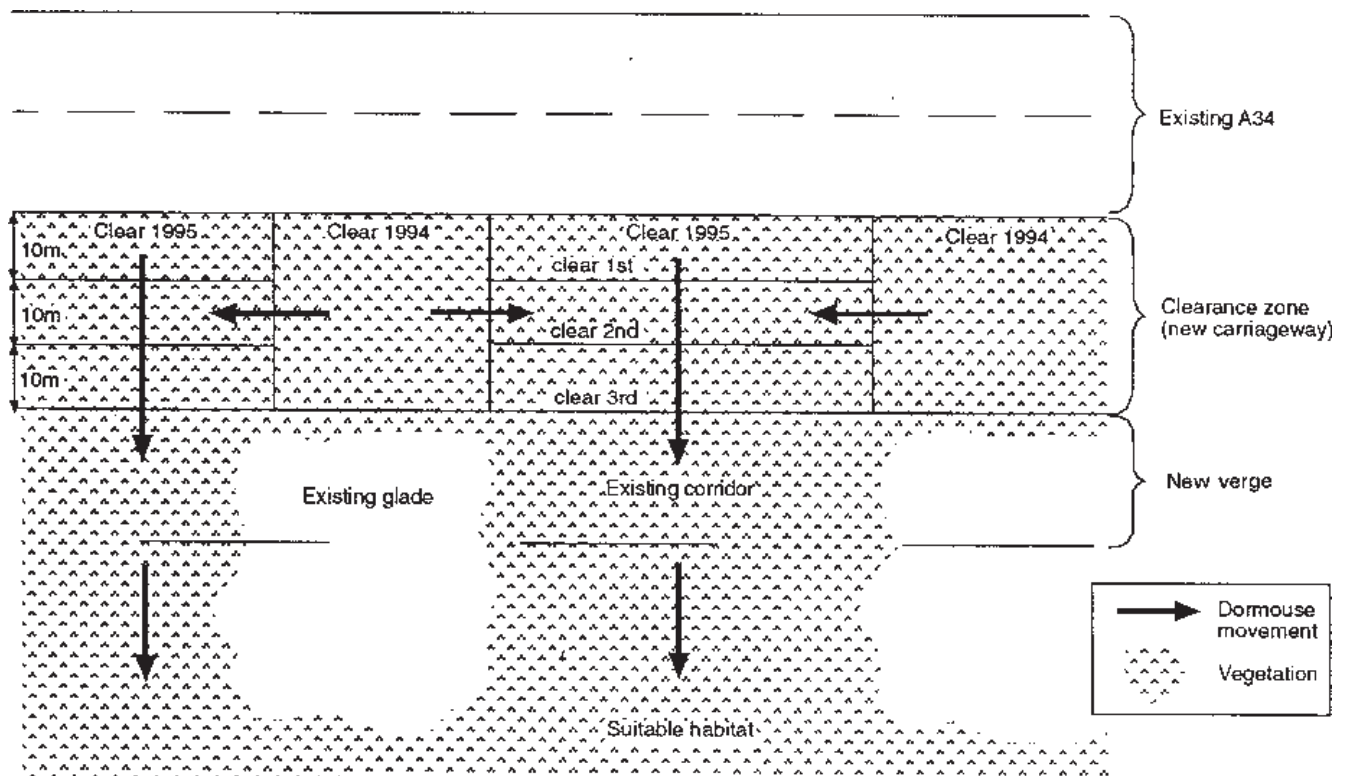 Existing A34
Clear 1995
Clear 1994
Clear 1995
Clear 1994
10m
clear 1st
10m
clear 2nd
Clearance zone
(new carriageway)
10m
clear 3rd
Existing glade
Existing corridor
New verge
Dormouse
movement
Vegetation
Suitable habitat